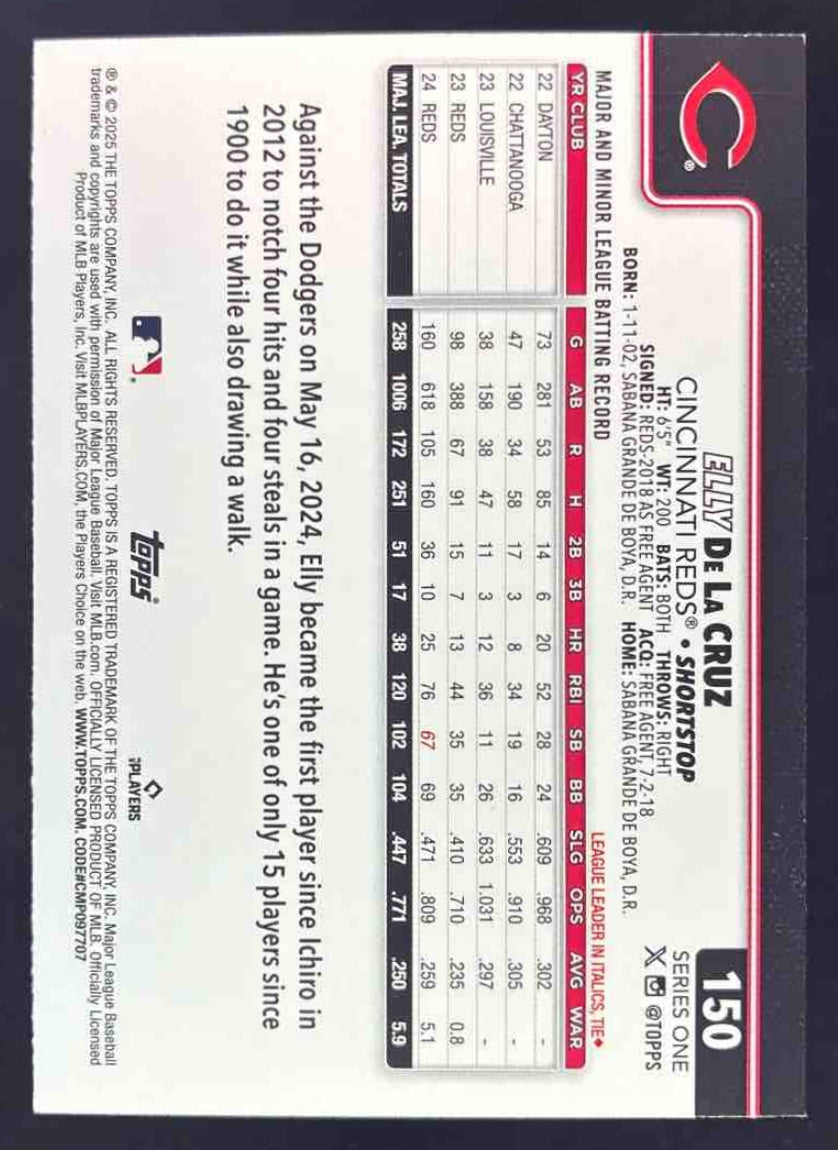 150
SERIES ONE
X @TOPPS
C®
ELLY DE LA CRUZ
CINCINNATI REDS® • SHORTSTOP
HT: 6'5" WT: 200 BATS: BOTH THROWS: RIGHT
SIGNED: REDS-2018 AS FREE AGENT ACQ: FREE AGENT, 7-2-18
BORN: 1-11-02, SABANA GRANDE DE BOYA, D.R. HOME: SABANA GRANDE DE BOYA, D.R.
MAJOR AND MINOR LEAGUE BATTING RECORD LEAGUE LEADER IN ITALICS, TIE♦
YR CLUB G AB R H 2B 3B HR RBI SB BB SLG OPS AVG WAR
22 DAYTON 73 281 53 85 14 6 20 52 28 24 .609 .968 .302 -
22 CHATTANOOGA 47 190 34 58 17 3 8 34 19 16 .553 .910 .305 -
23 LOUISVILLE 38 158 38 47 11 3 12 36 11 26 .633 1.031 .297 -
23 REDS 98 388 67 91 15 7 13 44 35 35 .410 .710 .235 0.8
24 REDS 160 618 105 160 36 10 25 76 67 69 .471 .809 .259 5.1
MAJ. LEA. TOTALS 258 1006 172 251 51 17 38 120 102 104 .447 .771 .250 5.9
Against the Dodgers on May 16, 2024, Elly became the first player since Ichiro in
2012 to notch four hits and four steals in a game. He's one of only 15 players since
1900 to do it while also drawing a walk.
topps®
PLAYERS
® & © 2025 THE TOPPS COMPANY, INC. ALL RIGHTS RESERVED. TOPPS IS A REGISTERED TRADEMARK OF THE TOPPS COMPANY, INC. Major League Baseball
trademarks and copyrights are used with permission of Major League Baseball. Visit MLB.com. OFFICIALLY LICENSED PRODUCT OF MLB. Officially Licensed
Product of MLB Players, Inc. Visit MLBPLAYERS.COM, the Players Choice on the web. WWW.TOPPS.COM. CODE#CMP097707